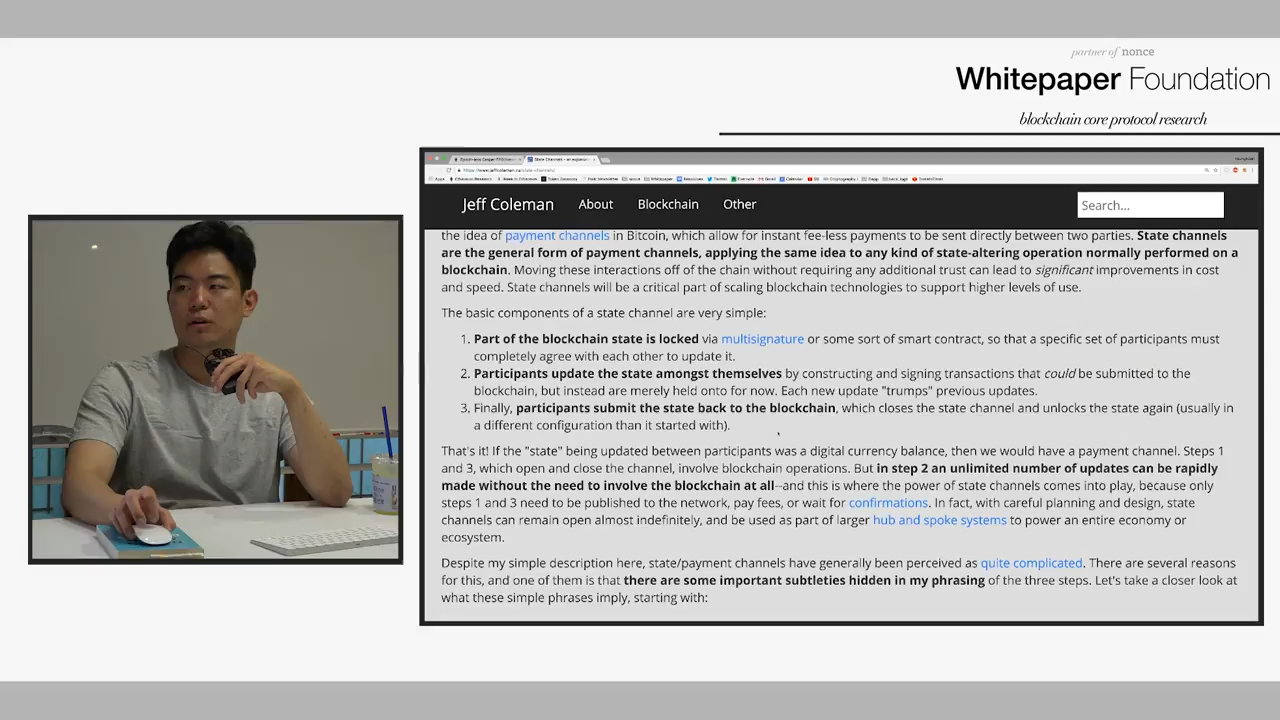 partner of nonce
Whitepaper Foundation
blockchain core protocol research
State Channels - an explana
Jeff Coleman
About
Blockchain
Other
Search...
the idea of payment channels in Bitcoin, which allow for instant fee-less payments to be sent directly between two parties. State channels
are the general form of payment channels, applying the same idea to any kind of state-altering operation normally performed on a
blockchain. Moving these interactions off of the chain without requiring any additional trust can lead to significant improvements in cost
and speed. State channels will be a critical part of scaling blockchain technologies to support higher levels of use.
The basic components of a state channel are very simple:
1. Part of the blockchain state is locked via multisignature or some sort of smart contract, so that a specific set of participants must
completely agree with each other to update it.
2. Participants update the state amongst themselves by constructing and signing transactions that could be submitted to the
blockchain, but instead are merely held onto for now. Each new update "trumps" previous updates.
3. Finally, participants submit the state back to the blockchain, which closes the state channel and unlocks the state again (usually in
a different configuration than it started with).
That's it! If the "state" being updated between participants was a digital currency balance, then we would have a payment channel. Steps 1
and 3, which open and close the channel, involve blockchain operations. But in step 2 an unlimited number of updates can be rapidly
made without the need to involve the blockchain at all--and this is where the power of state channels comes into play, because only
steps 1 and 3 need to be published to the network, pay fees, or wait for confirmations. In fact, with careful planning and design, state
channels can remain open almost indefinitely, and be used as part of larger hub and spoke systems to power an entire economy or
ecosystem.
Despite my simple description here, state/payment channels have generally been perceived as quite complicated. There are several reasons
for this, and one of them is that there are some important subtleties hidden in my phrasing of the three steps. Let's take a closer look at
what these simple phrases imply, starting with: